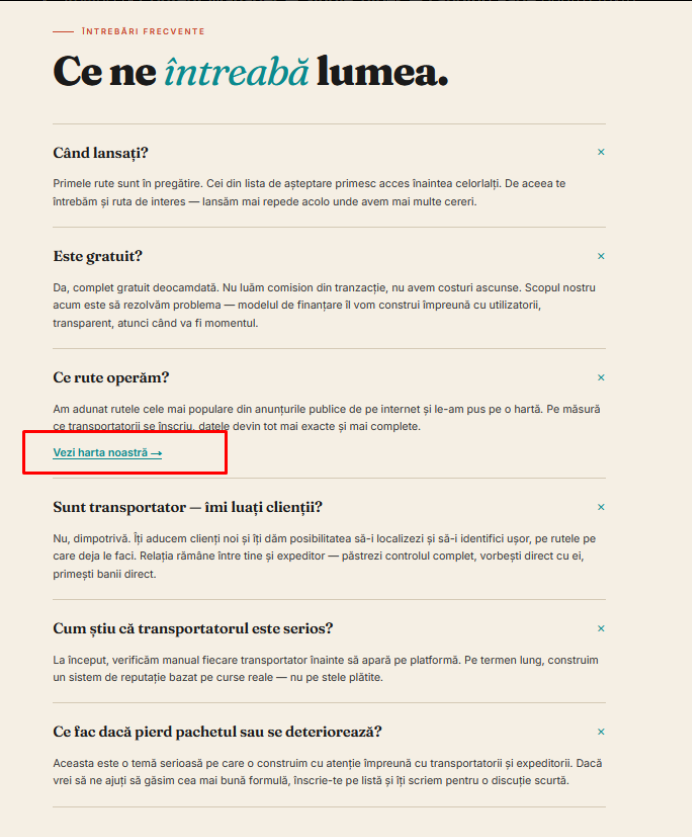 ÎNTREBĂRI FRECVENTE
Ce ne întreabă lumea.
Când lansați?
Primele rute sunt în pregătire. Cei din lista de așteptare primesc acces înaintea celorlalți. De aceea te
întrebăm și ruta de interes — lansăm mai repede acolo unde avem mai multe cereri.
Este gratuit?
Da, complet gratuit deocamdată. Nu luăm comision din tranzacție, nu avem costuri ascunse. Scopul nostru
acum este să rezolvăm problema — modelul de finanțare îl vom construi împreună cu utilizatorii,
transparent, atunci când va fi momentul.
Ce rute operăm?
Am adunat rutele cele mai populare din anunțurile publice de pe internet și le-am pus pe o hartă. Pe măsură
ce transportatorii se înscriu, datele devin tot mai exacte și mai complete.
Vezi harta noastră →
Sunt transportator — îmi luați clienții?
Nu, dimpotrivă. Îți aducem clienți noi și îți dăm posibilitatea să-i localizezi și să-i identifici ușor, pe rutele pe
care deja le faci. Relația rămâne între tine și expeditor — păstrezi controlul complet, vorbești direct cu ei,
primești banii direct.
Cum știu că transportatorul este serios?
La început, verificăm manual fiecare transportator înainte să apară pe platformă. Pe termen lung, construim
un sistem de reputație bazat pe curse reale — nu pe stele plătite.
Ce fac dacă pierd pachetul sau se deteriorează?
Aceasta este o temă serioasă pe care o construim cu atenție împreună cu transportatorii și expeditorii. Dacă
vrei să ne ajuți să găsim cea mai bună formulă, înscrie-te pe listă și îți scriem pentru o discuție scurtă.